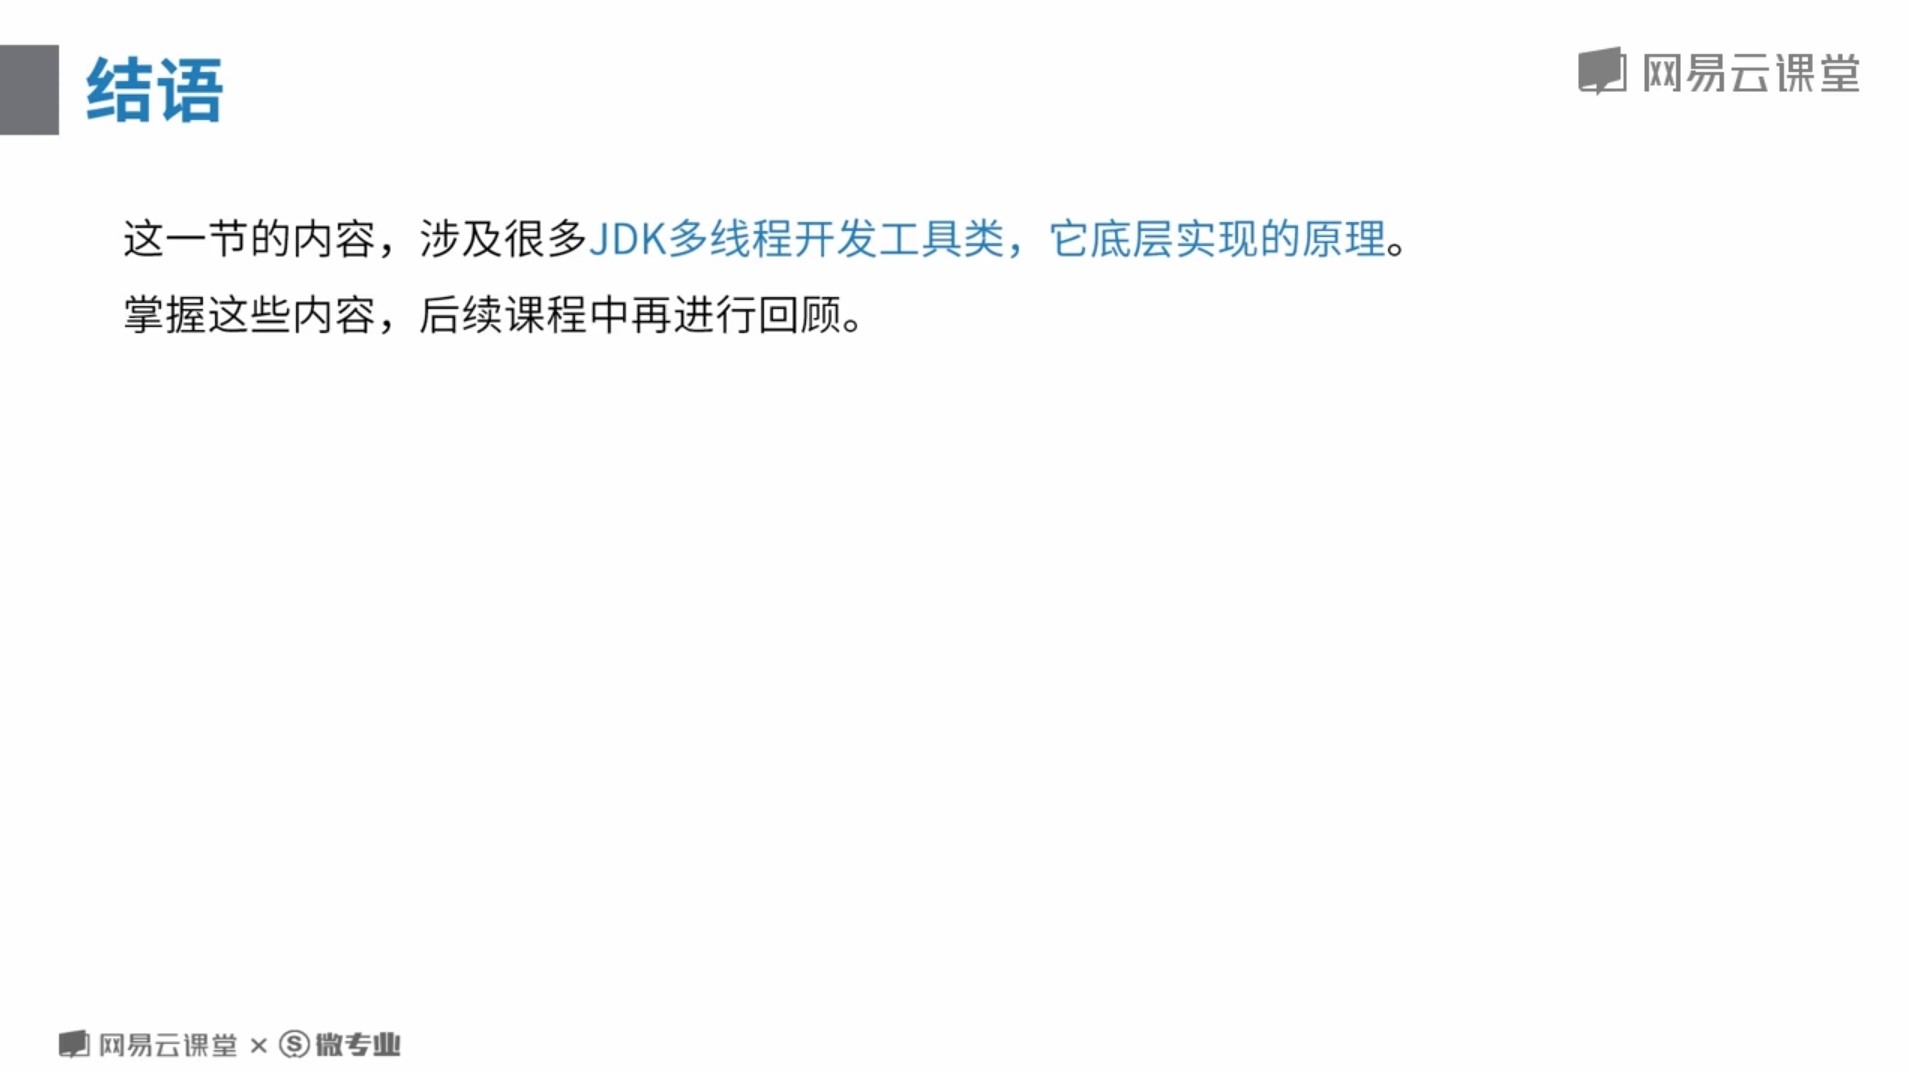 结语
网易云课堂
这一节的内容，涉及很多JDK多线程开发工具类，它底层实现的原理。
掌握这些内容，后续课程中再进行回顾。
网易云课堂 × Ⓢ微专业